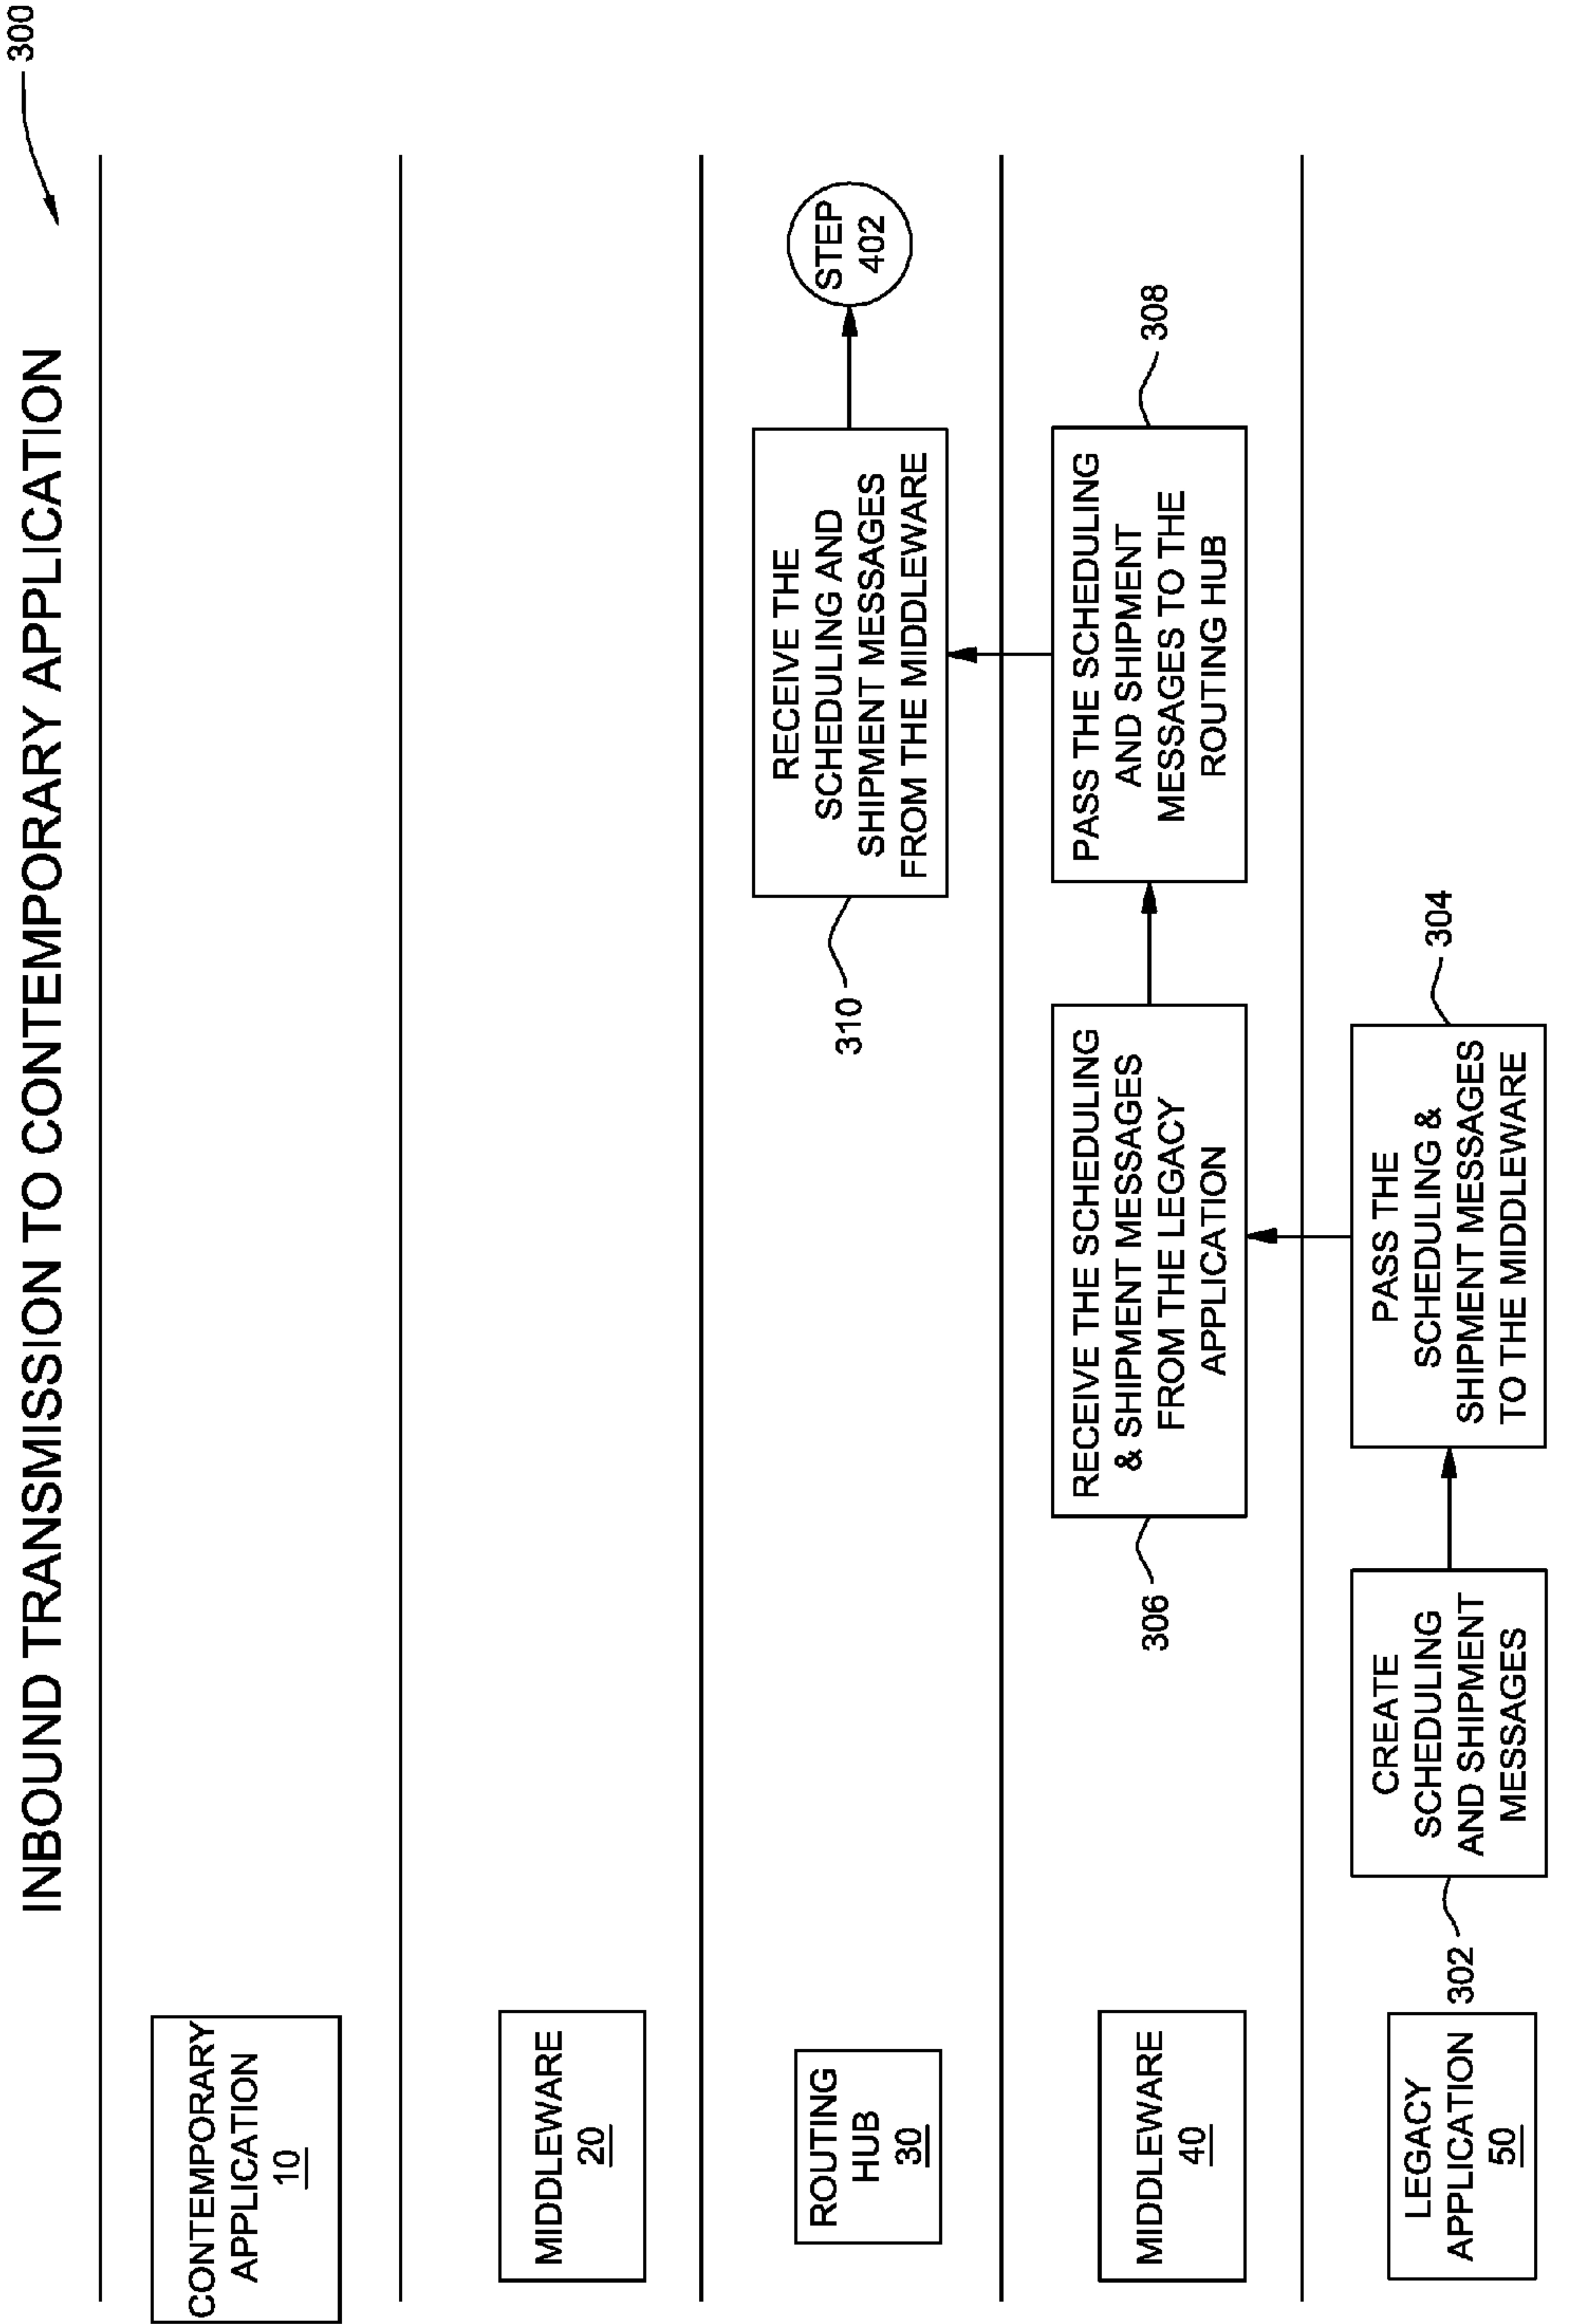 INBOUND TRANSMISSION TO CONTEMPORARY APPLICATION
300
CONTEMPORARY
APPLICATION
10
MIDDLEWARE
20
ROUTING
HUB
30
310
RECEIVE THE
SCHEDULING AND
SHIPMENT MESSAGES
FROM THE MIDDLEWARE
STEP
402
MIDDLEWARE
40
306
RECEIVE THE SCHEDULING
& SHIPMENT MESSAGES
FROM THE LEGACY
APPLICATION
PASS THE SCHEDULING
AND SHIPMENT
MESSAGES TO THE
ROUTING HUB
308
LEGACY
APPLICATION
50
302
CREATE
SCHEDULING
AND SHIPMENT
MESSAGES
PASS THE
SCHEDULING &
SHIPMENT MESSAGES
TO THE MIDDLEWARE
304